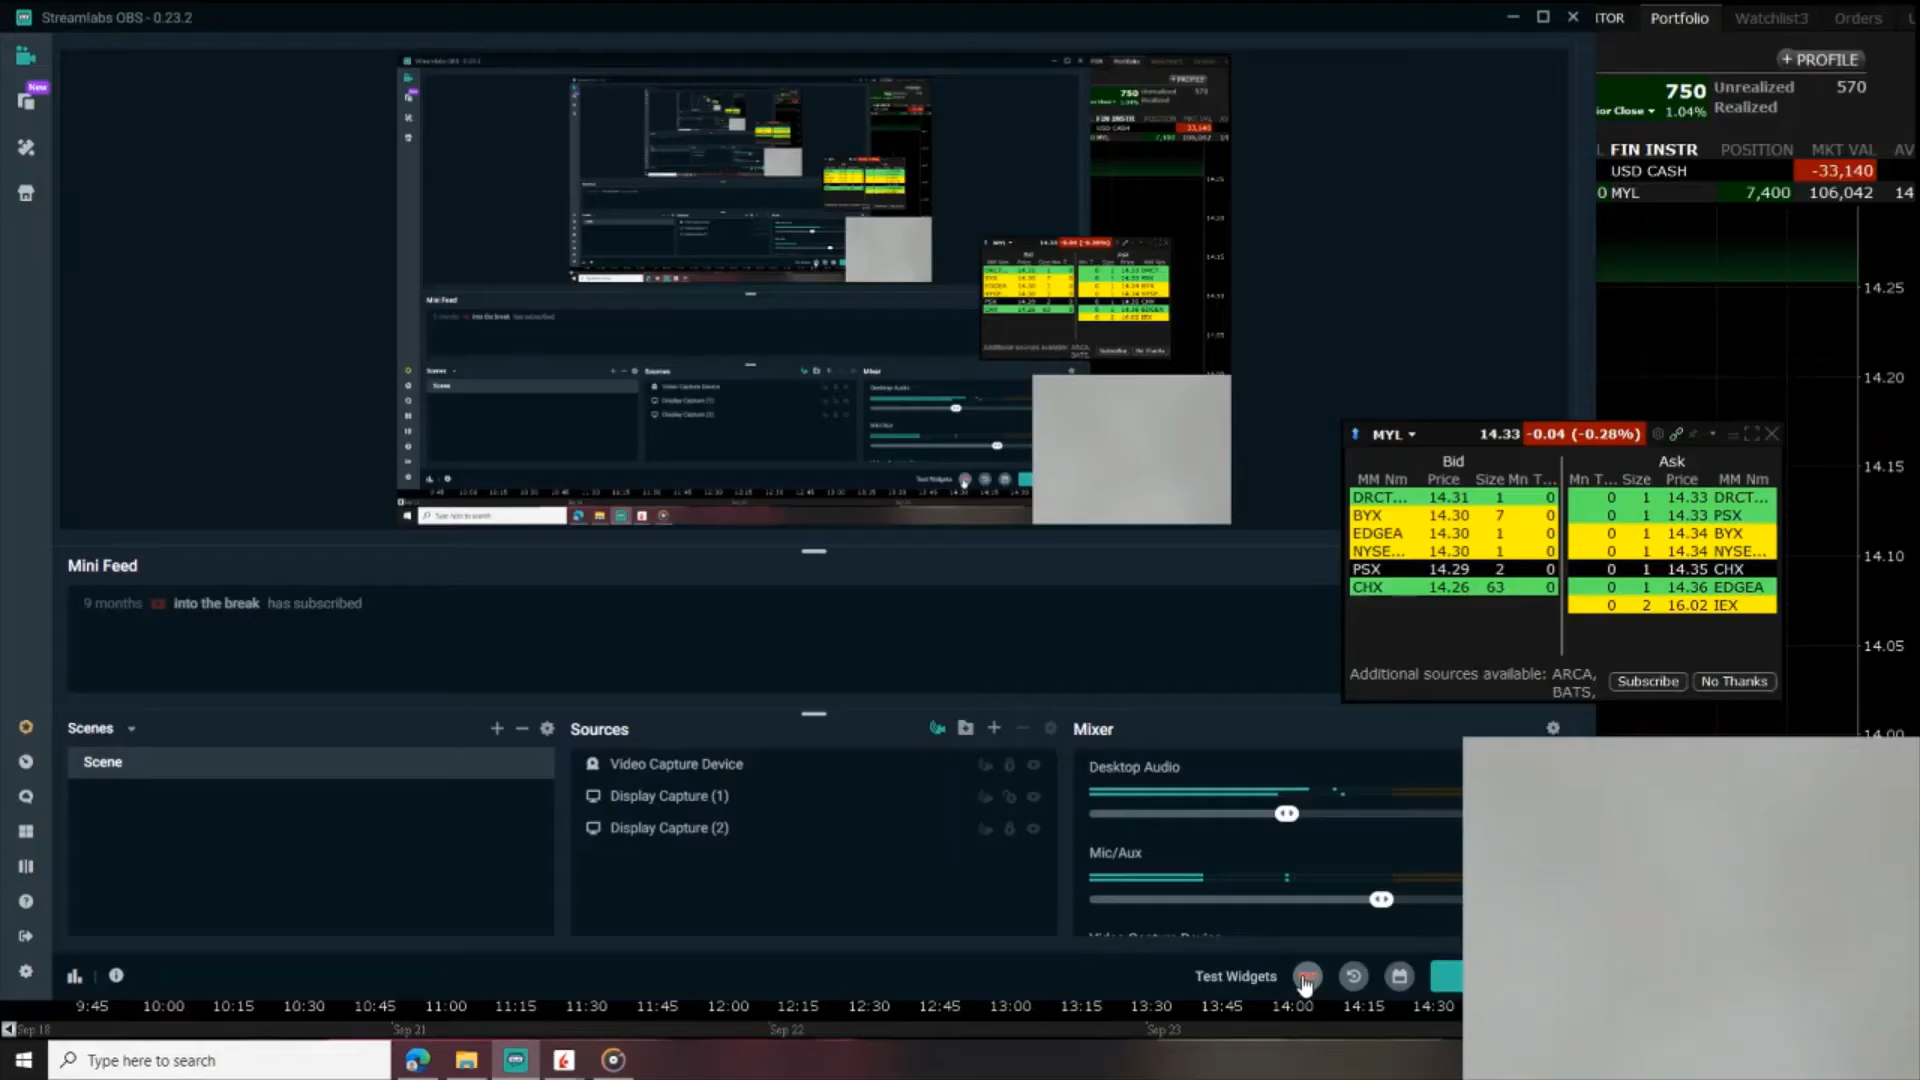 Streamlabs OBS - 0.23.2
ITOR Portfolio Watchlist3 Orders
+ PROFILE
750 Unrealized 570
ior Close 1.04% Realized
FIN INSTR POSITION MKT VAL AV
USD CASH -33,140
0 MYL 7,400 106,042 14
New
14.25
14.20
14.15
14.10
14.05
14.00
MYL 14.33 -0.04 (-0.28%)
Bid Ask
MM Nm Price Size Mn T... Mn T... Size Price MM Nm
DRCT... 14.31 1 0 0 1 14.33 DRCT...
BYX 14.30 7 0 0 1 14.33 PSX
EDGEA 14.30 1 0 0 1 14.34 BYX
NYSE... 14.30 1 0 0 1 14.34 NYSE...
PSX 14.29 2 0 0 1 14.35 CHX
CHX 14.26 63 0 0 1 14.36 EDGEA
0 2 16.02 IEX
Additional sources available: ARCA,
BATS,
Subscribe No Thanks
Mini Feed
9 months into the break has subscribed
Scenes
Scene
Sources
Video Capture Device
Display Capture (1)
Display Capture (2)
Mixer
Desktop Audio
Mic/Aux
Video Capture Device
Test Widgets
9:45 10:00 10:15 10:30 10:45 11:00 11:15 11:30 11:45 12:00 12:15 12:30 12:45 13:00 13:15 13:30 13:45 14:00 14:15 14:30
Sep 18 Sep 21 Sep 22 Sep 23
Type here to search